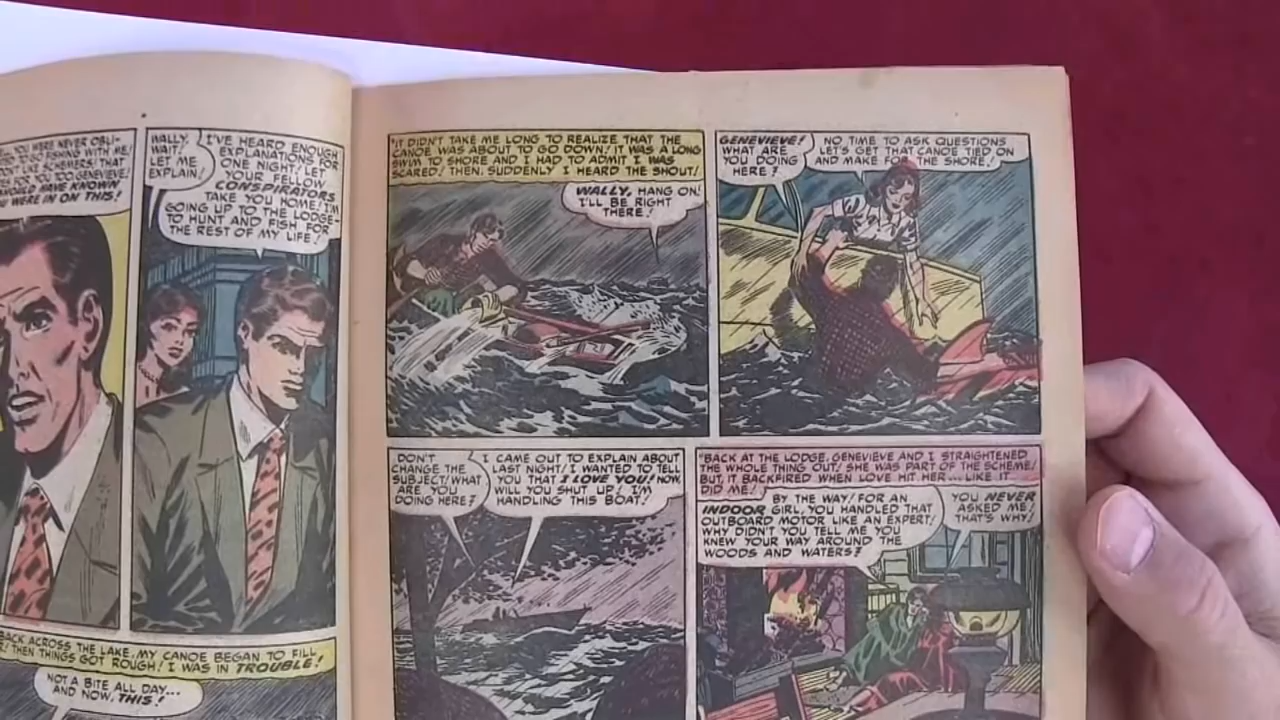 YOU WERE NEVER OBLI-
TO GO FISHING WITH ME!
LIKE SCHEMERS! THAT
YOU, TOO, GENEVIEVE!
SHOULD HAVE KNOWN
WERE IN ON THIS!
WALLY,
WAIT!
LET ME
EXPLAIN!
I'VE HEARD ENOUGH
EXPLANATIONS FOR
ONE NIGHT! LET
YOUR FELLOW
CONSPIRATORS
TAKE YOU HOME! I'M
GOING UP TO THE LODGE--
TO HUNT AND FISH FOR
THE REST OF MY LIFE!
BACK ACROSS THE LAKE, MY CANOE BEGAN TO FILL
THEN THINGS GOT ROUGH! I WAS IN TROUBLE!
NOT A BITE ALL DAY...
AND NOW, THIS!
"IT DIDN'T TAKE ME LONG TO REALIZE THAT THE
CANOE WAS ABOUT TO GO DOWN! IT WAS A LONG
SWIM TO SHORE AND I HAD TO ADMIT I WAS
SCARED! THEN, SUDDENLY I HEARD THE SHOUT!
WALLY, HANG ON!
I'LL BE RIGHT
THERE!
GENEVIEVE!
WHAT ARE
YOU DOING
HERE?
NO TIME TO ASK QUESTIONS
LET'S GET THAT CANOE TIED ON
AND MAKE FOR THE SHORE!
DON'T
CHANGE THE
SUBJECT! WHAT
ARE YOU
DOING HERE?
I CAME OUT TO EXPLAIN ABOUT
LAST NIGHT! I WANTED TO TELL
YOU THAT I LOVE YOU! NOW,
WILL YOU SHUT UP! I'M
HANDLING THIS BOAT!
"BACK AT THE LODGE, GENEVIEVE AND I STRAIGHTENED
THE WHOLE THING OUT! SHE WAS PART OF THE SCHEME!
BUT, IT BACKFIRED WHEN LOVE HIT HER... LIKE IT
DID ME!
BY THE WAY! FOR AN
INDOOR GIRL, YOU HANDLED THAT
OUTBOARD MOTOR LIKE AN EXPERT!
WHY DIDN'T YOU TELL ME YOU
KNEW YOUR WAY AROUND THE
WOODS AND WATERS?
YOU NEVER
ASKED ME!
THAT'S WHY!